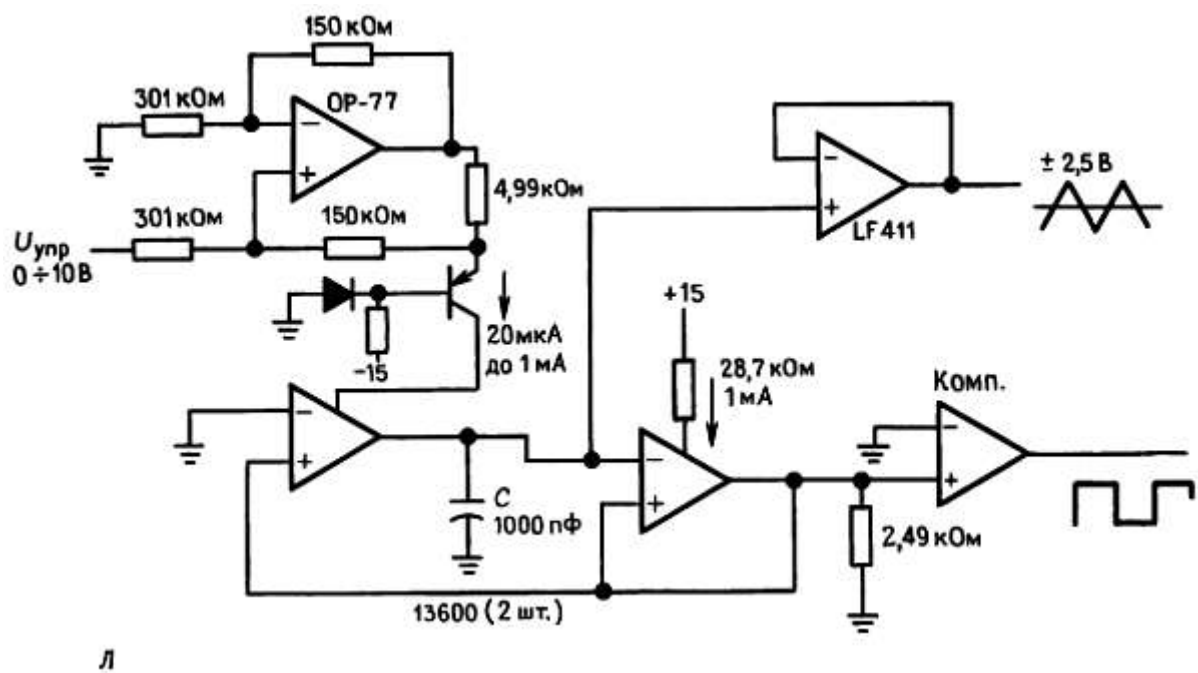 150 кОм
301 кОм
OP-77
4,99 кОм
301 кОм
150 кОм
Uупр
0 ÷ 10 В
± 2,5 В
LF411
+15
20 мкА
до 1 мА
-15
28,7 кОм
1 мА
Комп.
C
1000 пФ
2,49 кОм
13600 (2 шт.)
Л